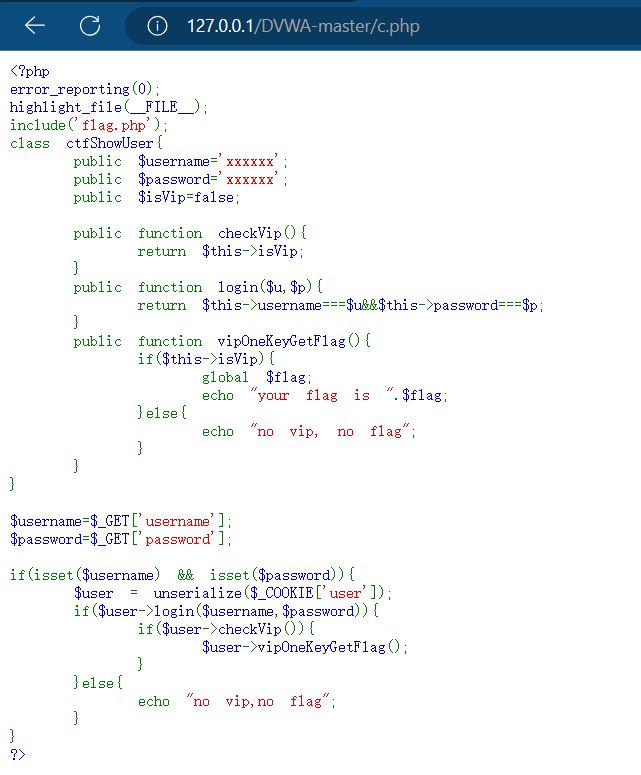 127.0.0.1/DVWA-master/c.php
<?php
error_reporting(0);
highlight_file(__FILE__);
include('flag.php');
class ctfShowUser{
        public $username='xxxxxx';
        public $password='xxxxxx';
        public $isVip=false;

        public function checkVip(){
                return $this->isVip;
        }
        public function login($u,$p){
                return $this->username===$u&&$this->password===$p;
        }
        public function vipOneKeyGetFlag(){
                if($this->isVip){
                        global $flag;
                        echo "your flag is ".$flag;
                }else{
                        echo "no vip, no flag";
                }
        }
}

$username=$_GET['username'];
$password=$_GET['password'];

if(isset($username) && isset($password)){
        $user = unserialize($_COOKIE['user']);
        if($user->login($username,$password)){
                if($user->checkVip()){
                        $user->vipOneKeyGetFlag();
                }
        }else{
                echo "no vip,no flag";
        }
}
?>